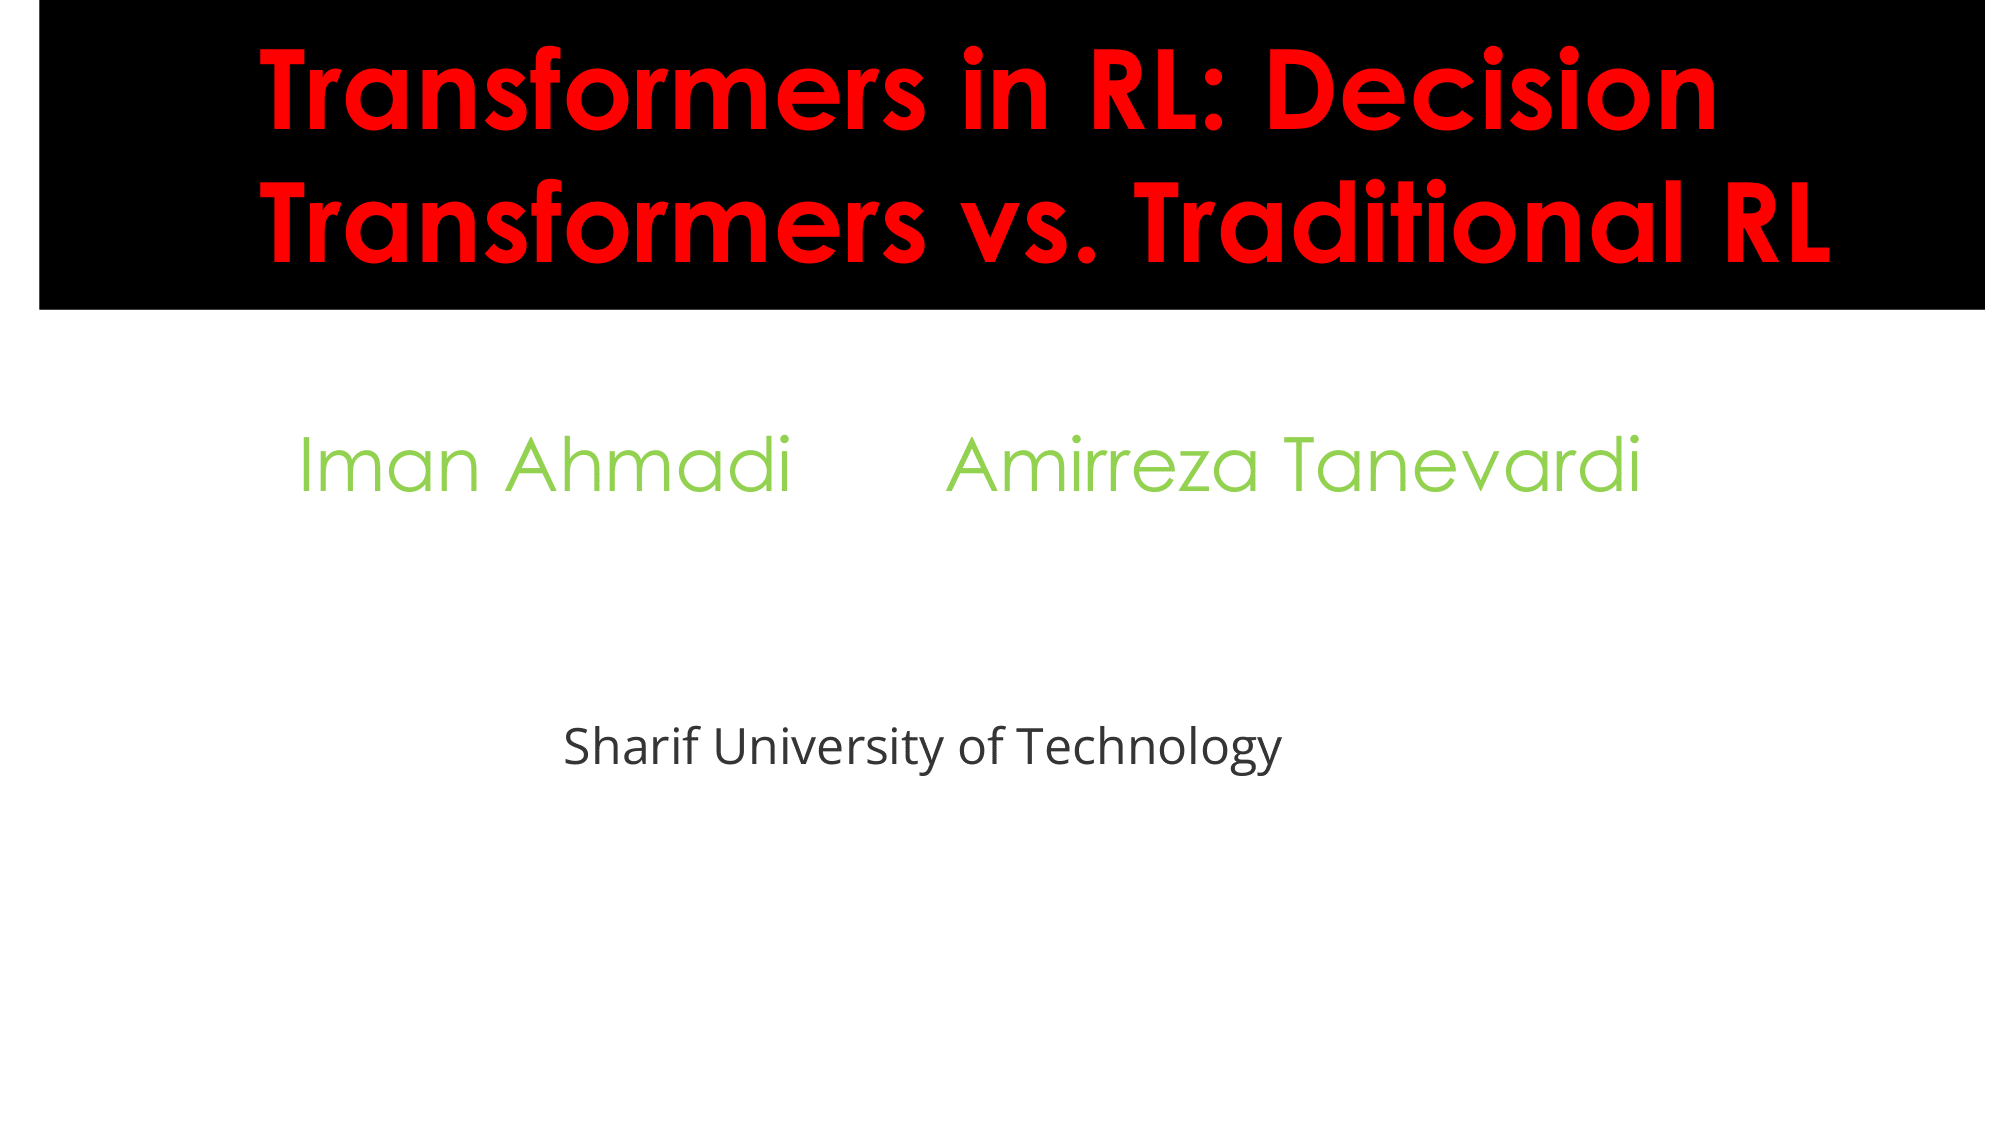 Transformers in RL: Decision
Transformers vs. Traditional RL
Iman Ahmadi Amirreza Tanevardi
Sharif University of Technology